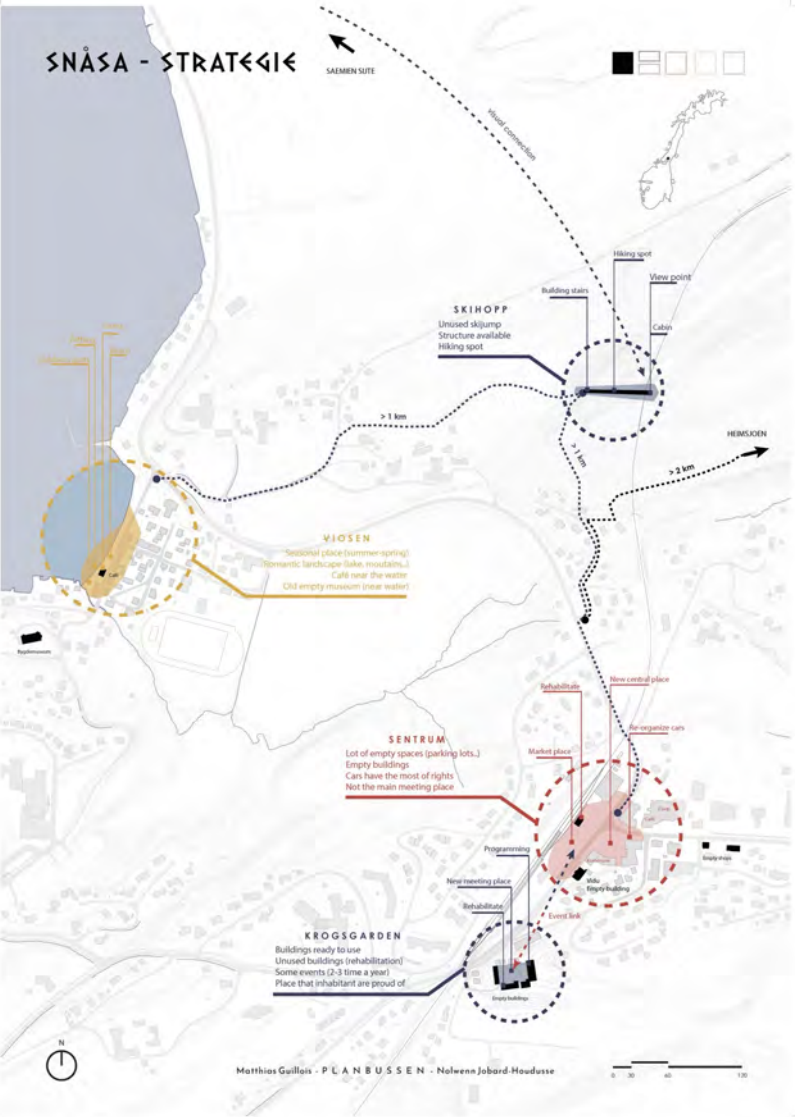 SNÅSA - STRATEGIE
SAEMIEN SIJTE
visual connection
Hiking spot
View point
Building stairs
Cabin
SKIHOPP
Unused skijump
Structure available
Hiking spot
> 1 km
> 1 km
HEIMSJOEN
> 2 km
VIOSEN
Seasonal place (summer-spring)
Romantic landscape (lake, moutains..)
Café near the water
Old empty museum (near water)
Café
New central place
Rehabilitate
Re-organize cars
Market place
SENTRUM
Lot of empty spaces (parking lots..)
Empty buildings
Cars have the most of rights
Not the main meeting place
Coop
Café
Empty shops
Empty building
Programming
New meeting place
Rehabilitate
Event link
KROGSGARDEN
Buildings ready to use
Unused buildings (rehabilitation)
Some events (2-3 time a year)
Place that inhabitant are proud of
Empty buildings
N
Matthias Guillois - PLANBUSSEN - Nolwenn Jobard-Houdusse
0 30 60 120